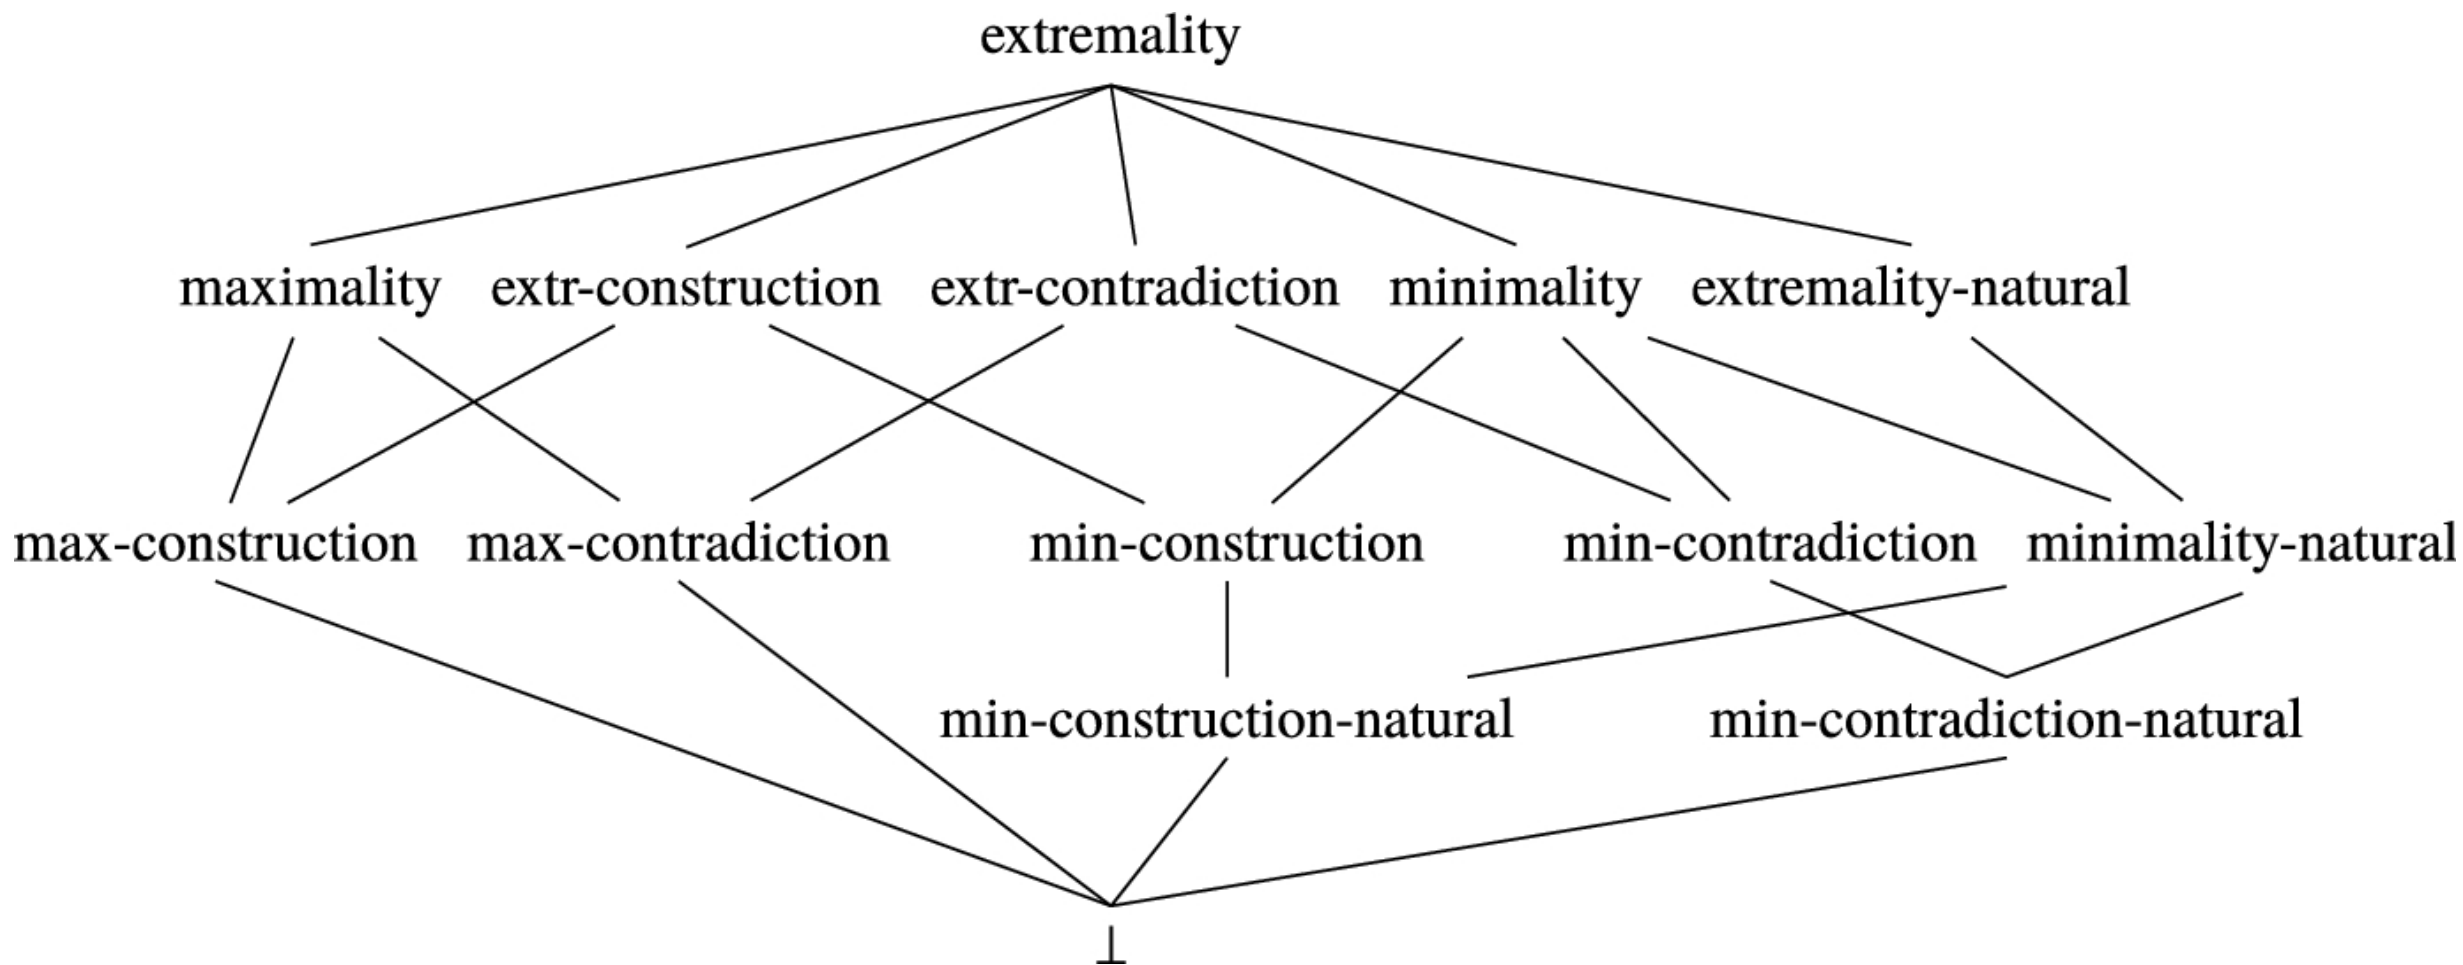 extremality
maximality extr-construction extr-contradiction minimality extremality-natural
max-construction max-contradiction min-construction min-contradiction minimality-natural
min-construction-natural min-contradiction-natural
⊥